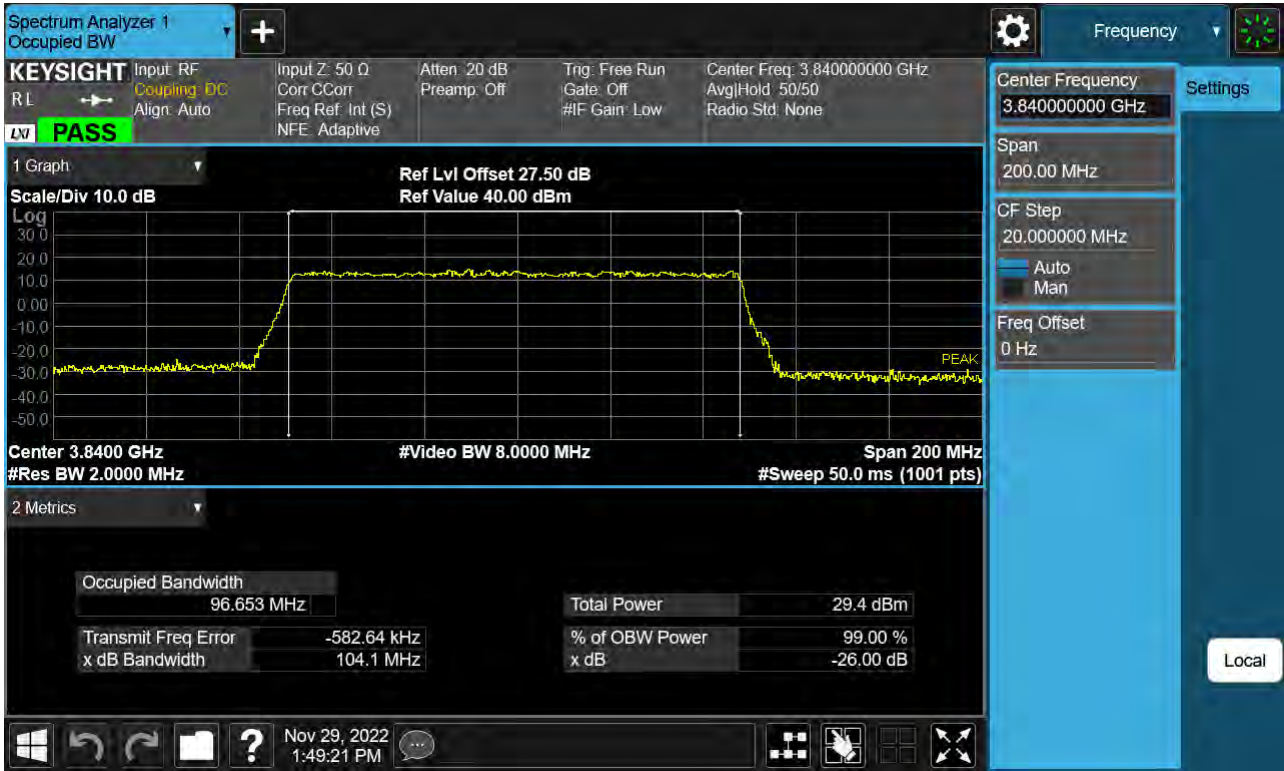 Spectrum Analyzer 1
Occupied BW
+
Frequency
KEYSIGHT
Input: RF
Coupling: DC
Align: Auto
Input Z: 50 Ω
Corr CCorr
Freq Ref: Int (S)
NFE: Adaptive
Atten: 20 dB
Preamp: Off
Trig: Free Run
Gate: Off
#IF Gain: Low
Center Freq: 3.840000000 GHz
Avg|Hold: 50/50
Radio Std: None
R L
LXI
PASS
Center Frequency
3.840000000 GHz
Settings
Span
200.00 MHz
CF Step
20.000000 MHz
Auto
Man
Freq Offset
0 Hz
Local
1 Graph
Scale/Div 10.0 dB
Ref Lvl Offset 27.50 dB
Ref Value 40.00 dBm
Log
30.0
20.0
10.0
0.00
-10.0
-20.0
-30.0
-40.0
-50.0
PEAK
Center 3.8400 GHz
#Video BW 8.0000 MHz
Span 200 MHz
#Res BW 2.0000 MHz
#Sweep 50.0 ms (1001 pts)
2 Metrics
Occupied Bandwidth
96.653 MHz
Total Power 29.4 dBm
Transmit Freq Error -582.64 kHz
% of OBW Power 99.00 %
x dB Bandwidth 104.1 MHz
x dB -26.00 dB
?
Nov 29, 2022
1:49:21 PM